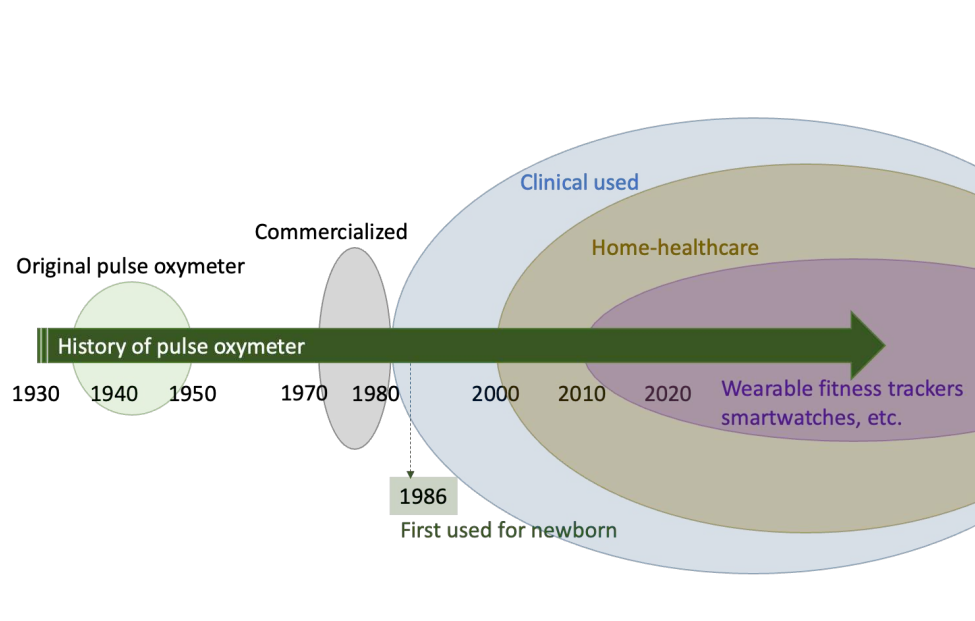 Clinical used
Commercialized
Home-healthcare
Original pulse oxymeter
History of pulse oxymeter
1930 1940 1950 1970 1980 2000 2010 2020
Wearable fitness trackers
smartwatches, etc.
1986
First used for newborn